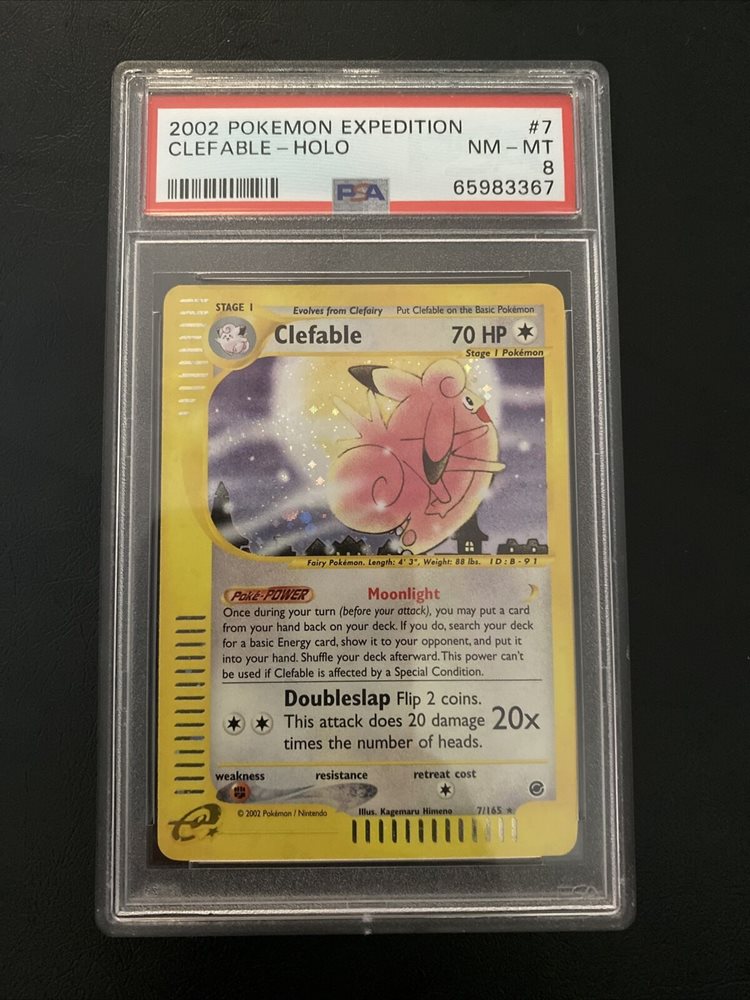 2002 POKEMON EXPEDITION #7
CLEFABLE – HOLO NM – MT
8
PSA 65983367
STAGE 1 Evolves from Clefairy Put Clefable on the Basic Pokémon
Clefable 70 HP
Stage 1 Pokémon
Fairy Pokémon. Length: 4' 3", Weight: 88 lbs. ID:B-91
Poké-POWER Moonlight
Once during your turn (before your attack), you may put a card
from your hand back on your deck. If you do, search your deck
for a basic Energy card, show it to your opponent, and put it
into your hand. Shuffle your deck afterward. This power can't
be used if Clefable is affected by a Special Condition.
Doubleslap Flip 2 coins.
This attack does 20 damage 20x
times the number of heads.
weakness resistance retreat cost
© 2002 Pokémon / Nintendo Illus. Kagemaru Himeno 7/165 ★
e
PSA